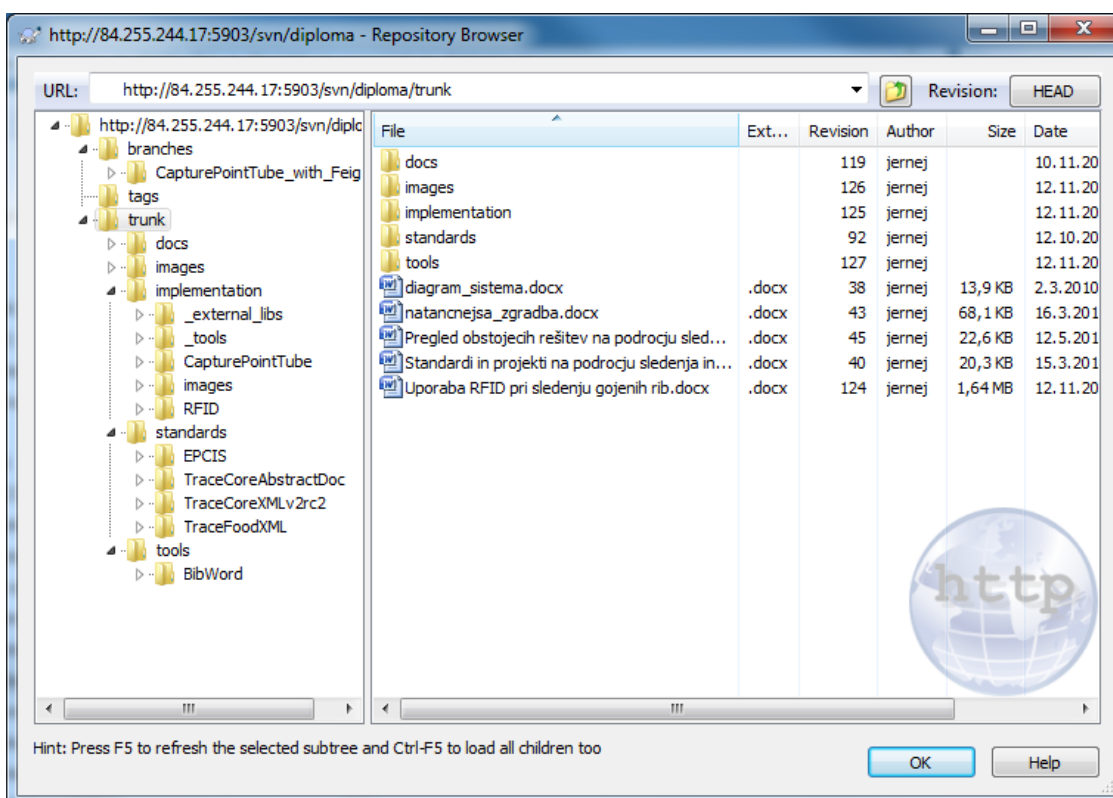 http://84.255.244.17:5903/svn/diploma - Repository Browser
URL: http://84.255.244.17:5903/svn/diploma/trunk Revision: HEAD
http://84.255.244.17:5903/svn/diplo
branches
CapturePointTube_with_Feig
tags
trunk
docs
images
implementation
_external_libs
_tools
CapturePointTube
images
RFID
standards
EPCIS
TraceCoreAbstractDoc
TraceCoreXMLv2rc2
TraceFoodXML
tools
BibWord
File Ext... Revision Author Size Date
docs 119 jernej 10.11.20
images 126 jernej 12.11.20
implementation 125 jernej 12.11.20
standards 92 jernej 12.10.20
tools 127 jernej 12.11.20
diagram_sistema.docx .docx 38 jernej 13,9 KB 2.3.2010
natancnejsa_zgradba.docx .docx 43 jernej 68,1 KB 16.3.201
Pregled obstoječih rešitev na podrocju sled... .docx 45 jernej 22,6 KB 12.5.201
Standardi in projekti na podrocju sledenja in... .docx 40 jernej 20,3 KB 15.3.201
Uporaba RFID pri sledenju gojenih rib.docx .docx 124 jernej 1,64 MB 12.11.20
http
Hint: Press F5 to refresh the selected subtree and Ctrl-F5 to load all children too
OK Help